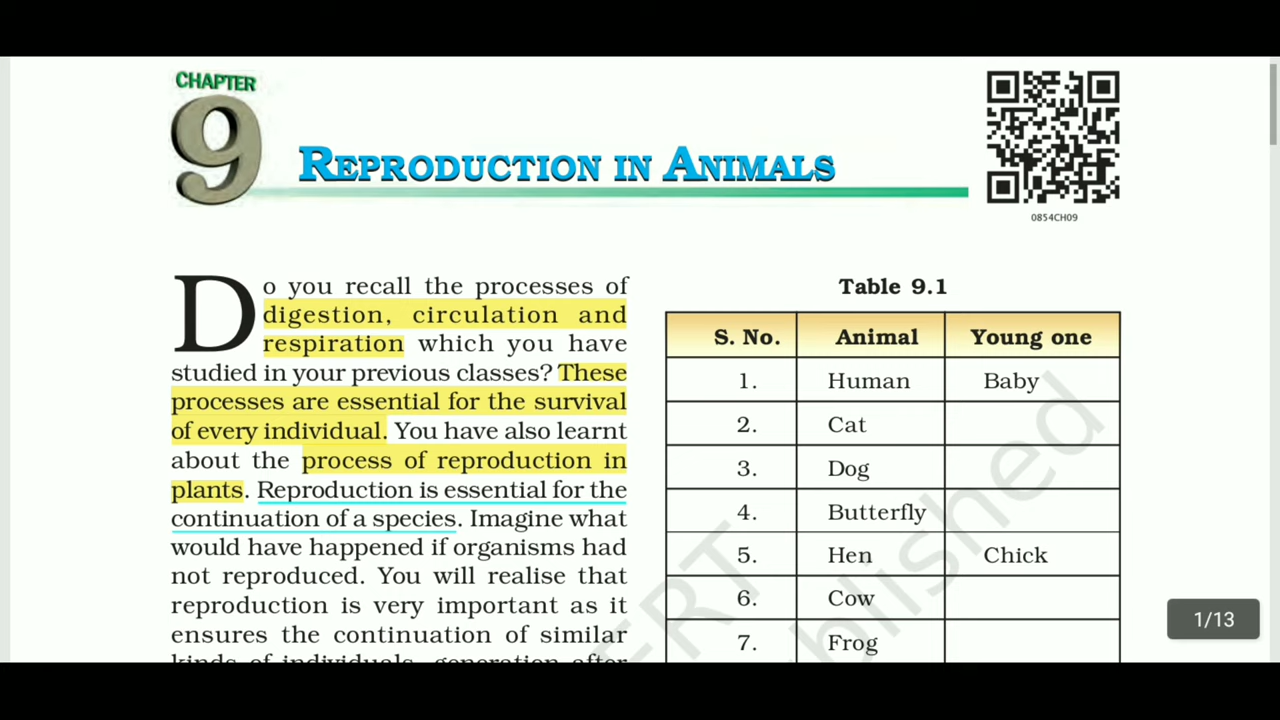 CHAPTER
9
REPRODUCTION IN ANIMALS
0854CH09
Do you recall the processes of
digestion, circulation and
respiration which you have
studied in your previous classes? These
processes are essential for the survival
of every individual. You have also learnt
about the process of reproduction in
plants. Reproduction is essential for the
continuation of a species. Imagine what
would have happened if organisms had
not reproduced. You will realise that
reproduction is very important as it
ensures the continuation of similar
kinds of individuals, generation after
Table 9.1
S. No. Animal Young one
1. Human Baby
2. Cat
3. Dog
4. Butterfly
5. Hen Chick
6. Cow
7. Frog
1/13